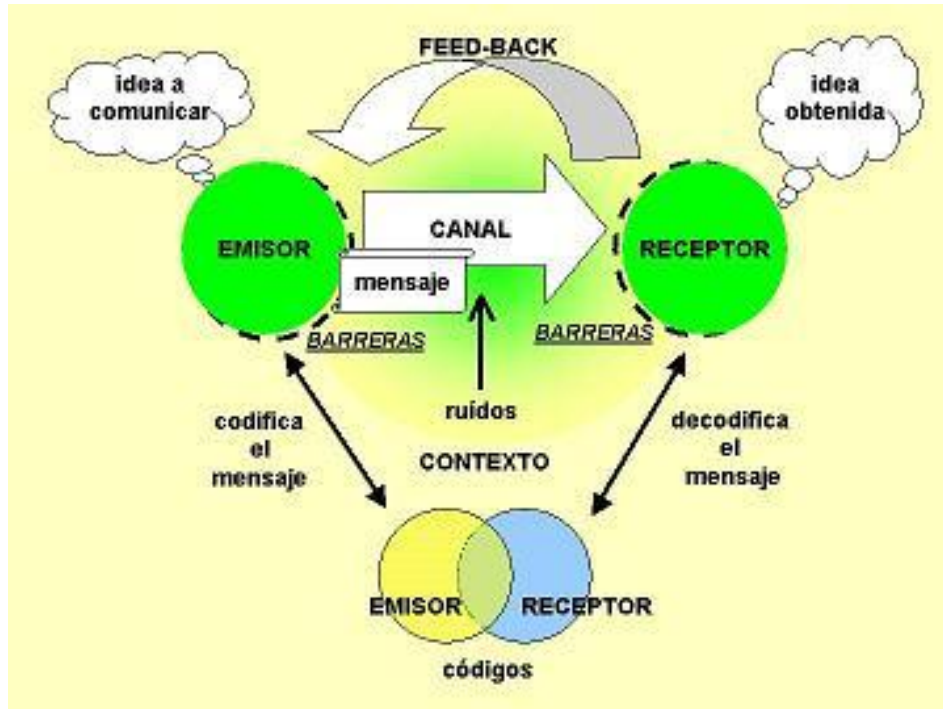 FEED-BACK
idea a
comunicar
idea
obtenida
EMISOR
CANAL
RECEPTOR
mensaje
BARRERAS
BARRERAS
ruídos
codifica
el
mensaje
decodifica
el
mensaje
CONTEXTO
EMISOR
RECEPTOR
códigos